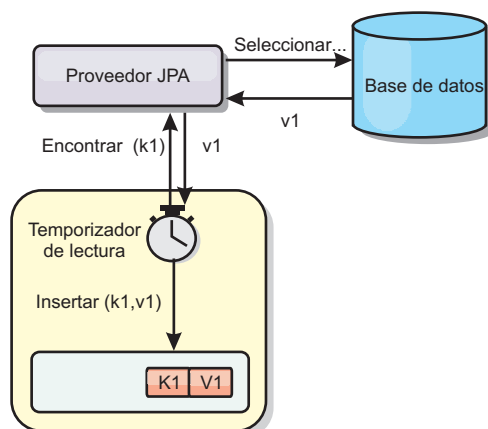 Seleccionar...
Proveedor JPA
Base de datos
v1
Encontrar (k1)
v1
Temporizador
de lectura
Insertar (k1,v1)
K1 V1